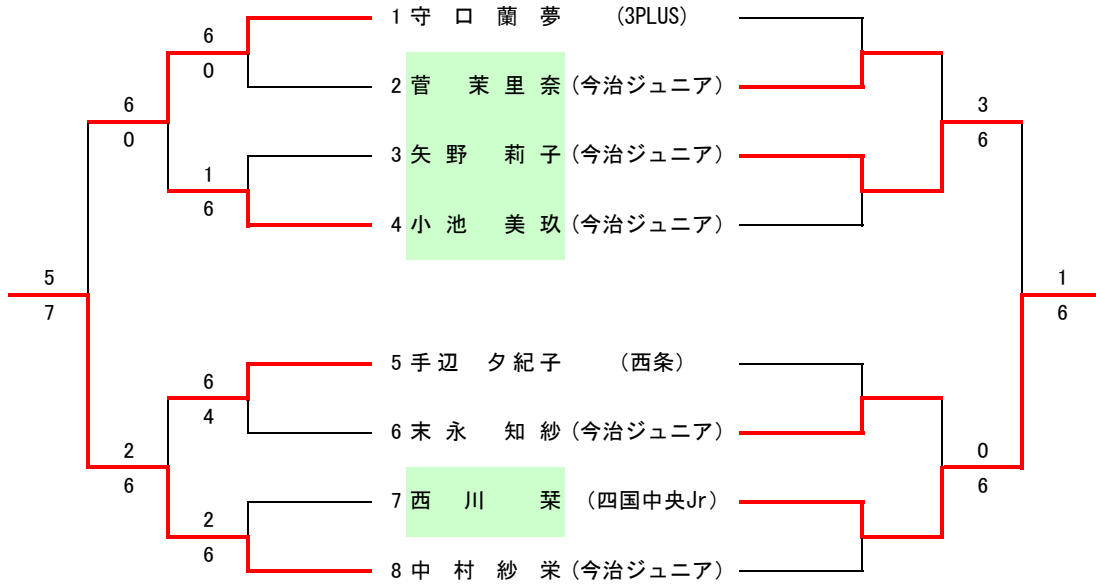 1 守口蘭夢 (3PLUS)
6
0
2 菅 茉里奈 (今治ジュニア)
6
0
3
6
3 矢野 莉子 (今治ジュニア)
1
6
4 小池 美玖 (今治ジュニア)
5
7
1
6
5 手辺 夕紀子 (西条)
6
4
6 末永 知紗 (今治ジュニア)
2
6
0
6
7 西川 栞 (四国中央Jr)
2
6
8 中村紗栄 (今治ジュニア)